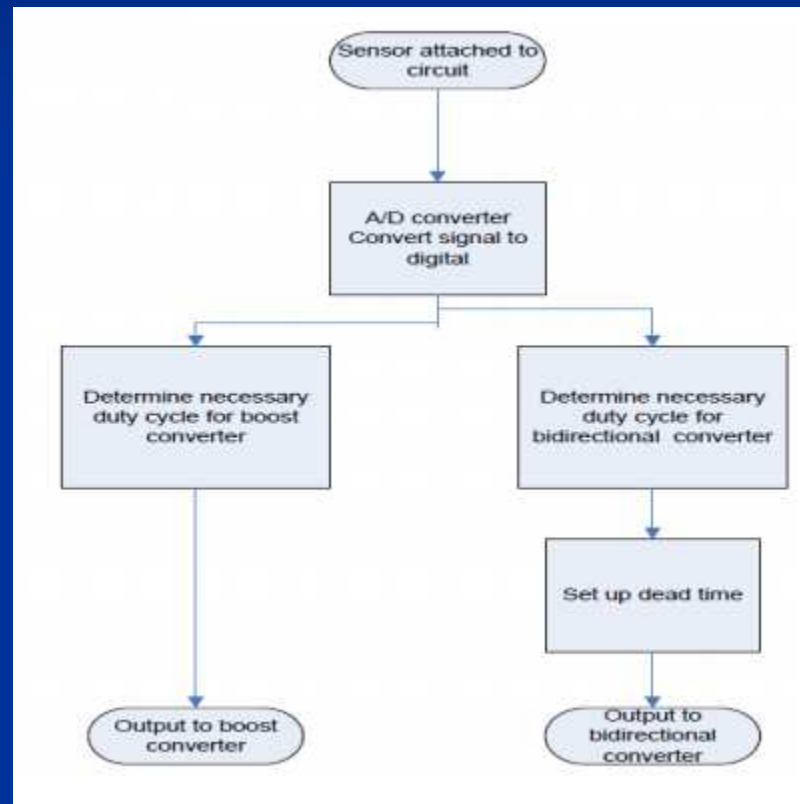 Sensor attached to
circuit
A/D converter
Convert signal to
digital
Determine necessary
duty cycle for boost
converter
Determine necessary
duty cycle for
bidirectional converter
Set up dead time
Output to boost
converter
Output to
bidirectional
converter